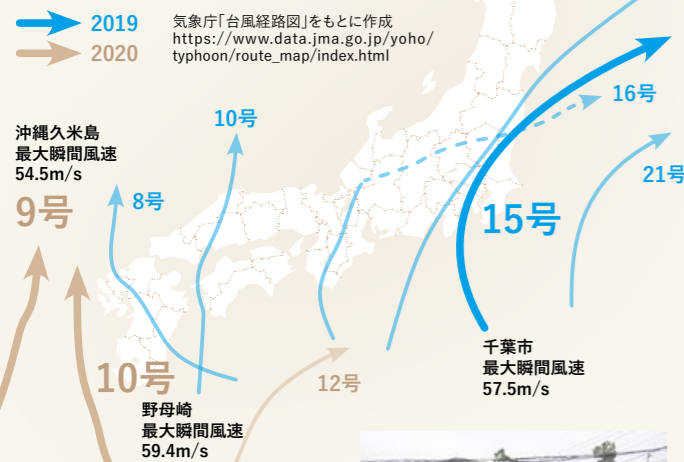 2019
2020
気象庁「台風経路図」をもとに作成
https://www.data.jma.go.jp/yoho/
typhoon/route_map/index.html
沖縄久米島
最大瞬間風速
54.5m/s
9号
8号
10号
16号
21号
15号
千葉市
最大瞬間風速
57.5m/s
10号
野母崎
最大瞬間風速
59.4m/s
12号